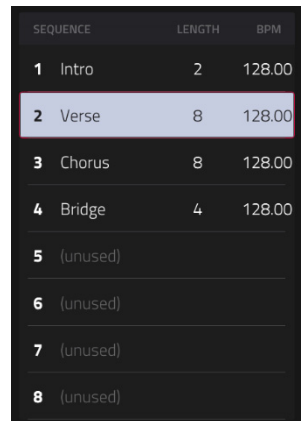 SEQUENCE LENGTH BPM
1 Intro 2 128.00
2 Verse 8 128.00
3 Chorus 8 128.00
4 Bridge 4 128.00
5 (unused)
6 (unused)
7 (unused)
8 (unused)